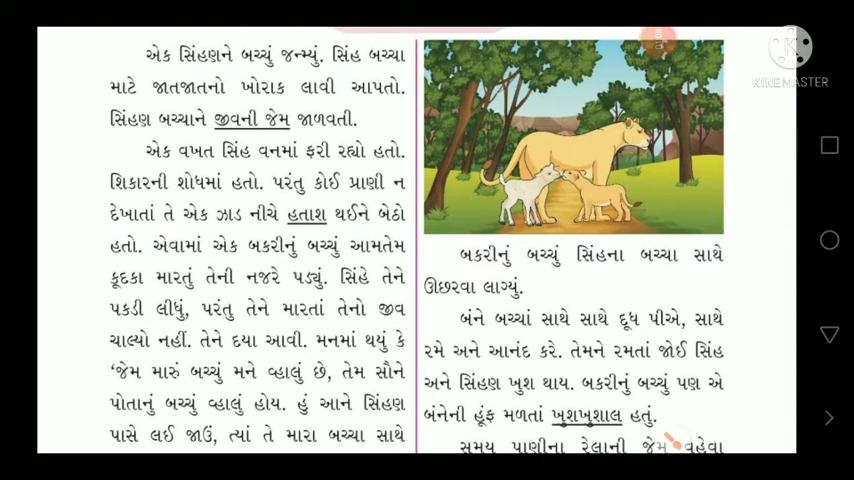 એક સિંહણને બચ્ચું જન્મ્યું. સિંહ બચ્ચા
માટે જાતજાતનો ખોરાક લાવી આપતો.
સિંહણ બચ્ચાને જીવની જેમ જાળવતી.
એક વખત સિંહ વનમાં ફરી રહ્યો હતો.
શિકારની શોધમાં હતો. પરંતુ કોઈ પ્રાણી ન
દેખાતાં તે એક ઝાડ નીચે હતાશ થઈને બેઠો
હતો. એવામાં એક બકરીનું બચ્ચું આમતેમ
કૂદકા મારતું તેની નજરે પડ્યું. સિંહે તેને
પકડી લીધું, પરંતુ તેને મારતાં તેનો જીવ
ચાલ્યો નહીં. તેને દયા આવી. મનમાં થયું કે
‘જેમ મારું બચ્ચું મને વ્હાલું છે, તેમ સૌને
પોતાનું બચ્ચું વ્હાલું હોય. હું આને સિંહણ
પાસે લઈ જાઉં, ત્યાં તે મારા બચ્ચા સાથે
બકરીનું બચ્ચું સિંહના બચ્ચા સાથે
ઊછરવા લાગ્યું.
બંને બચ્ચાં સાથે સાથે દૂધ પીએ, સાથે
રમે અને આનંદ કરે. તેમને રમતાં જોઈ સિંહ
અને સિંહણ ખુશ થાય. બકરીનું બચ્ચું પણ એ
બંનેની હૂંફ મળતાં ખુશખુશાલ હતું.
સમય પાણીના રેલાની જેમ વહેવા
KINEMASTER